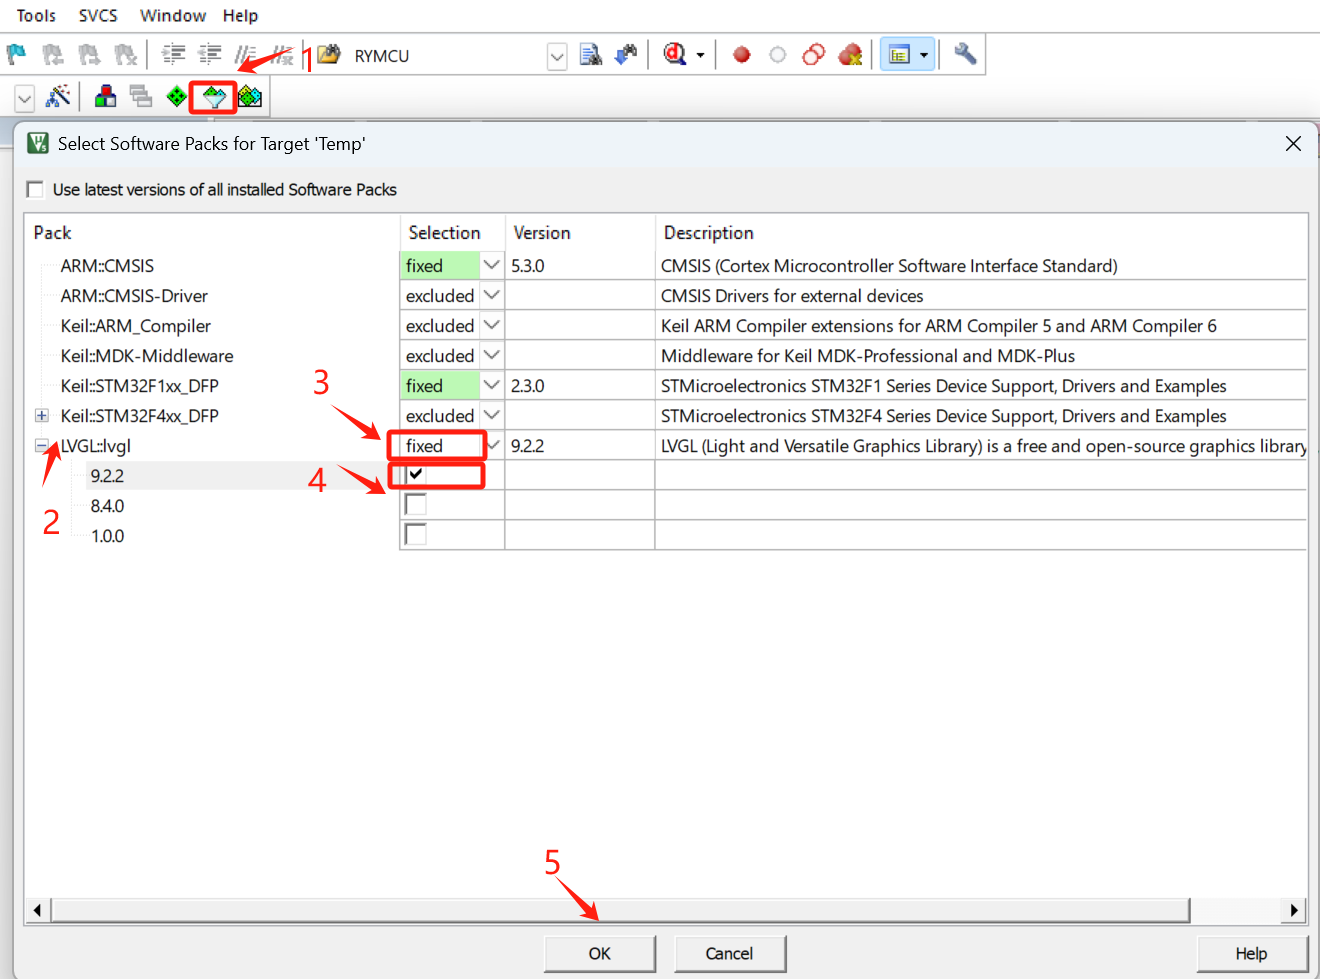 Tools SVCS Window Help
1 RYMCU
Select Software Packs for Target 'Temp'
Use latest versions of all installed Software Packs
Pack Selection Version Description
ARM::CMSIS fixed 5.3.0 CMSIS (Cortex Microcontroller Software Interface Standard)
ARM::CMSIS-Driver excluded CMSIS Drivers for external devices
Keil::ARM_Compiler excluded Keil ARM Compiler extensions for ARM Compiler 5 and ARM Compiler 6
Keil::MDK-Middleware excluded Middleware for Keil MDK-Professional and MDK-Plus
Keil::STM32F1xx_DFP fixed 2.3.0 STMicroelectronics STM32F1 Series Device Support, Drivers and Examples
3
Keil::STM32F4xx_DFP excluded STMicroelectronics STM32F4 Series Device Support, Drivers and Examples
LVGL::lvgl fixed 9.2.2 LVGL (Light and Versatile Graphics Library) is a free and open-source graphics library
9.2.2
4
8.4.0
2
1.0.0
5
OK Cancel Help